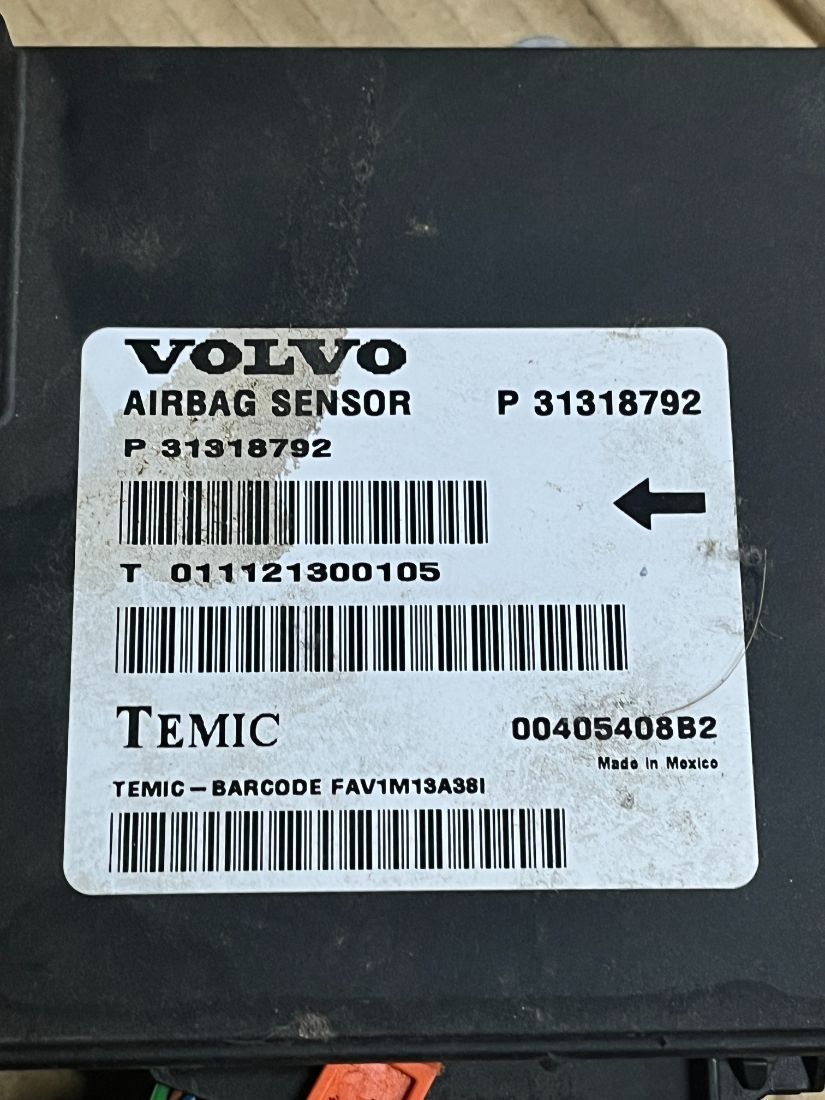 VOLVO
AIRBAG SENSOR P 31318792
P 31318792
T 011121300105
TEMIC 00405408B2
Made in Mexico
TEMIC-BARCODE FAV1M13A38I